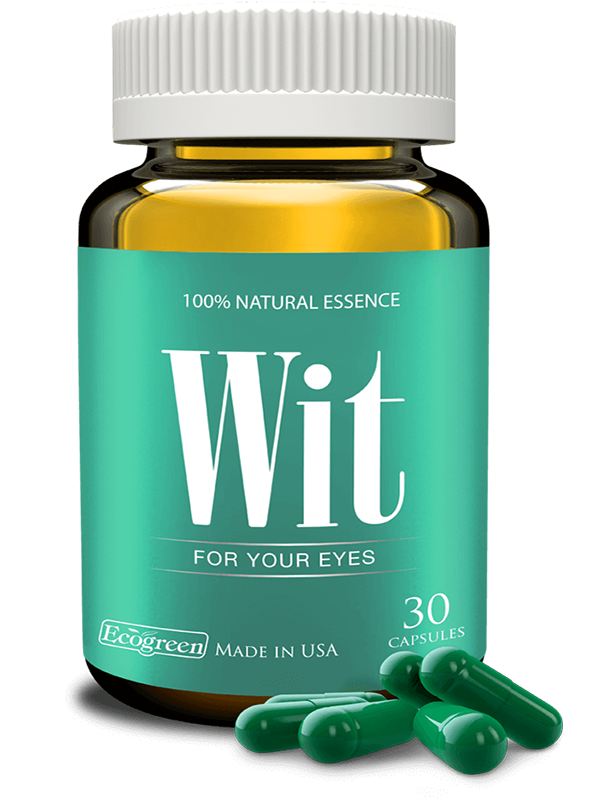 100% NATURAL ESSENCE
Wit
FOR YOUR EYES
30
CAPSULES
Ecogreen MADE IN USA